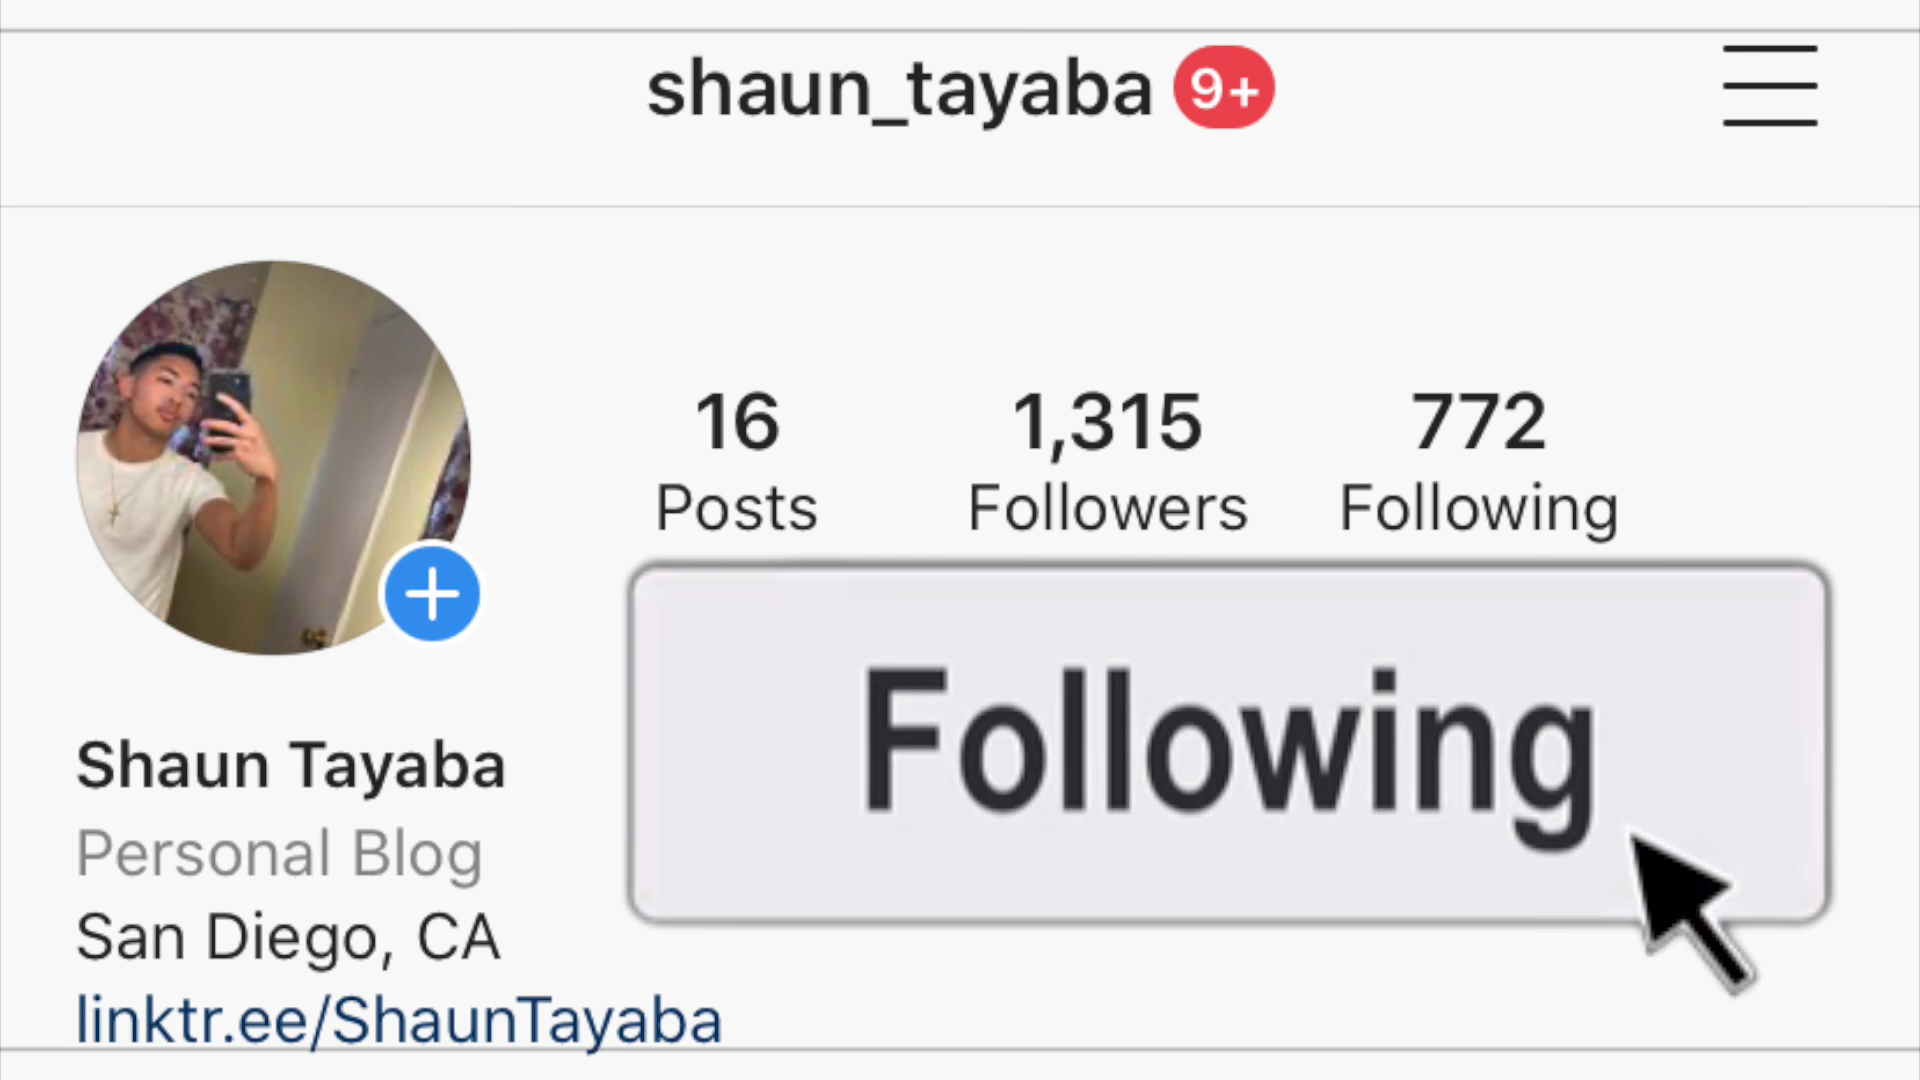 shaun_tayaba 9+
16 1,315 772
Posts Followers Following
Following
Shaun Tayaba
Personal Blog
San Diego, CA
linktr.ee/ShaunTayaba